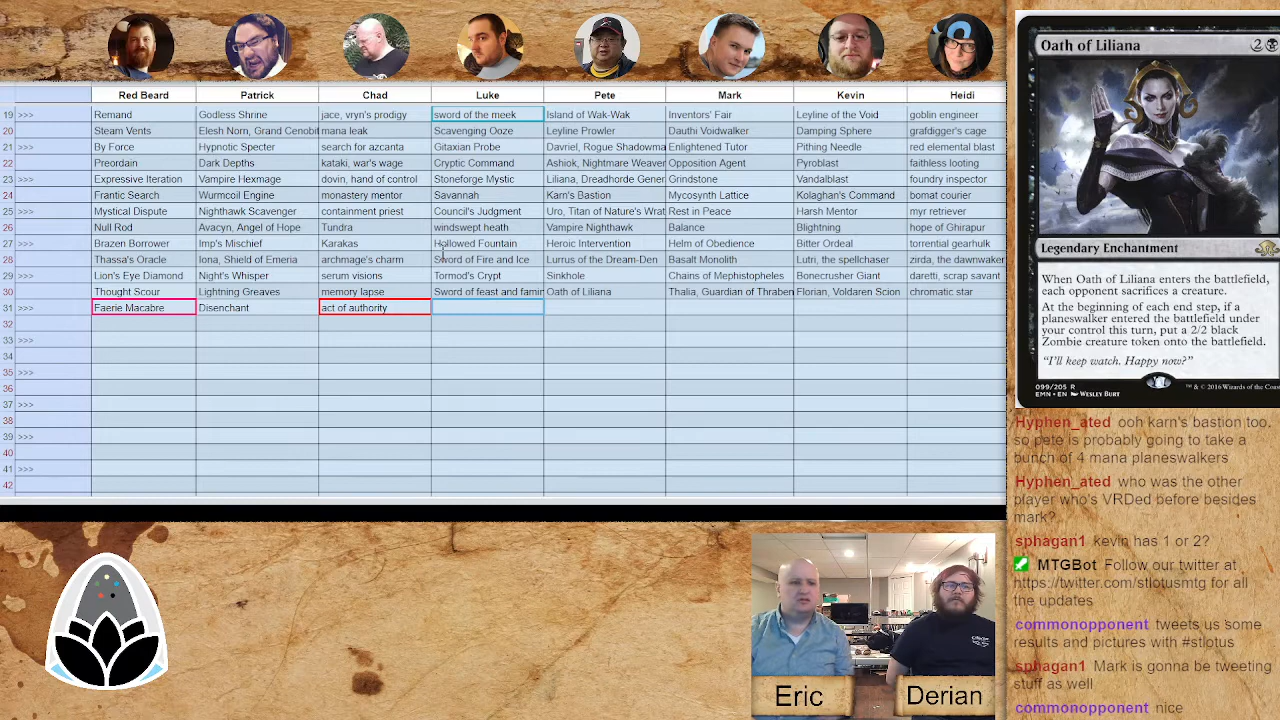 Red Beard Patrick Chad Luke Pete Mark Kevin Heidi
19 >>> Remand Godless Shrine jace, vryn's prodigy sword of the meek Island of Wak-Wak Inventors' Fair Leyline of the Void goblin engineer
20 Steam Vents Elesh Norn, Grand Cenobit mana leak Scavenging Ooze Leyline Prowler Dauthi Voidwalker Damping Sphere grafdigger's cage
21 >>> By Force Hypnotic Specter search for azcanta Gitaxian Probe Davriel, Rogue Shadowma Enlightened Tutor Pithing Needle red elemental blast
22 Preordain Dark Depths kataki, war's wage Cryptic Command Ashiok, Nightmare Weaver Opposition Agent Pyroblast faithless looting
23 >>> Expressive Iteration Vampire Hexmage dovin, hand of control Stoneforge Mystic Liliana, Dreadhorde Gener Grindstone Vandalblast foundry inspector
24 Frantic Search Wurmcoil Engine monastery mentor Savannah Karn's Bastion Mycosynth Lattice Kolaghan's Command bomat courier
25 >>> Mystical Dispute Nighthawk Scavenger containment priest Council's Judgment Uro, Titan of Nature's Wrat Rest in Peace Harsh Mentor myr retriever
26 Null Rod Avacyn, Angel of Hope Tundra windswept heath Vampire Nighthawk Balance Blightning hope of Ghirapur
27 >>> Brazen Borrower Imp's Mischief Karakas Hallowed Fountain Heroic Intervention Helm of Obedience Bitter Ordeal torrential gearhulk
28 Thassa's Oracle Iona, Shield of Emeria archmage's charm Sword of Fire and Ice Lurrus of the Dream-Den Basalt Monolith Lutri, the spellchaser zirda, the dawnwaker
29 >>> Lion's Eye Diamond Night's Whisper serum visions Tormod's Crypt Sinkhole Chains of Mephistopheles Bonecrusher Giant daretti, scrap savant
30 Thought Scour Lightning Greaves memory lapse Sword of feast and famin Oath of Liliana Thalia, Guardian of Thraben Florian, Voldaren Scion chromatic star
31 >>> Faerie Macabre Disenchant act of authority
32
33 >>>
34
35 >>>
36
37 >>>
38
39 >>>
40
41 >>>
42
Oath of Liliana 2
Legendary Enchantment
When Oath of Liliana enters the battlefield,
each opponent sacrifices a creature.
At the beginning of each end step, if a
planeswalker entered the battlefield under
your control this turn, put a 2/2 black
Zombie creature token onto the battlefield.
"I'll keep watch. Happy now?"
099/205 R
EMN • EN WESLEY BURT
™ & © 2016 Wizards of the Coas
Hyphen_ated ooh karn's bastion too.
so pete is probably going to take a
bunch of 4 mana planeswalkers
Hyphen_ated who was the other
player who's VRDed before besides
mark?
sphagan1 kevin has 1 or 2?
MTGBot Follow our twitter at
https://twitter.com/stlotusmtg for all
the updates
commonopponent tweets us some
results and pictures with #stlotus
sphagan1 Mark is gonna be tweeting
stuff as well
commonopponent nice
Eric
Derian